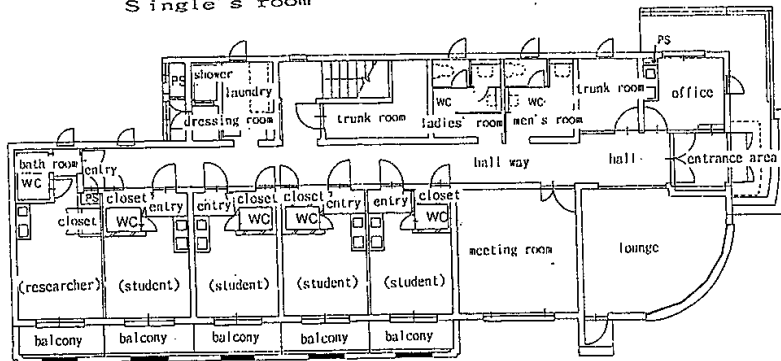 Single's room
PS
PS
shower
laundry
dressing room
trunk room
WC
ladies' room
WC
men's room
trunk room
office
hall way
hall
entrance area
bath room
WC
entry
PS
closet
closet
WC
entry
entry
closet
WC
closet
WC
entry
entry
closet
WC
meeting room
lounge
(researcher)
(student)
(student)
(student)
(student)
balcony
balcony
balcony
balcony
balcony